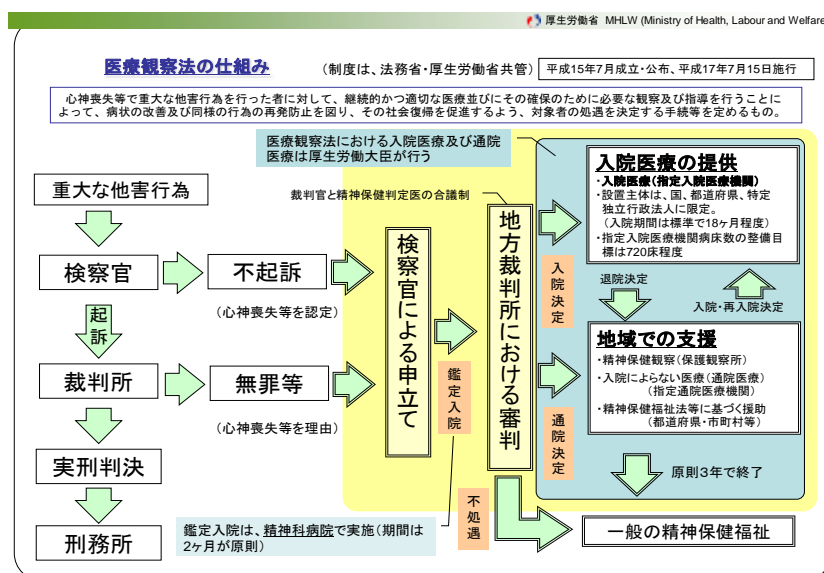 厚生労働省 MHLW (Ministry of Health, Labour and Welfare
医療観察法の仕組み
(制度は、法務省・厚生労働省共管)
平成15年7月成立・公布、平成17年7月15日施行
心神喪失等で重大な他害行為を行った者に対して、継続的かつ適切な医療並びにその確保のために必要な観察及び指導を行うことに
よって、病状の改善及び同様の行為の再発防止を図り、その社会復帰を促進するよう、対象者の処遇を決定する手続等を定めるもの。
医療観察法における入院医療及び通院
医療は厚生労働大臣が行う
重大な他害行為
検察官
不起訴
(心神喪失等を認定)
起訴
裁判所
無罪等
(心神喪失等を理由)
実刑判決
刑務所
検察官による申立て
鑑定入院
鑑定入院は、精神科病院で実施(期間は
2ヶ月が原則)
裁判官と精神保健判定医の合議制
地方裁判所における審判
入院決定
通院決定
不処遇
入院医療の提供
・入院医療(指定入院医療機関)
・設置主体は、国、都道府県、特定
独立行政法人に限定。
(入院期間は標準で18ヶ月程度)
・指定入院医療機関病床数の整備目
標は720床程度
退院決定
入院・再入院決定
地域での支援
・精神保健観察(保護観察所)
・入院によらない医療(通院医療)
(指定通院医療機関)
・精神保健福祉法等に基づく援助
(都道府県・市町村等)
原則3年で終了
一般の精神保健福祉